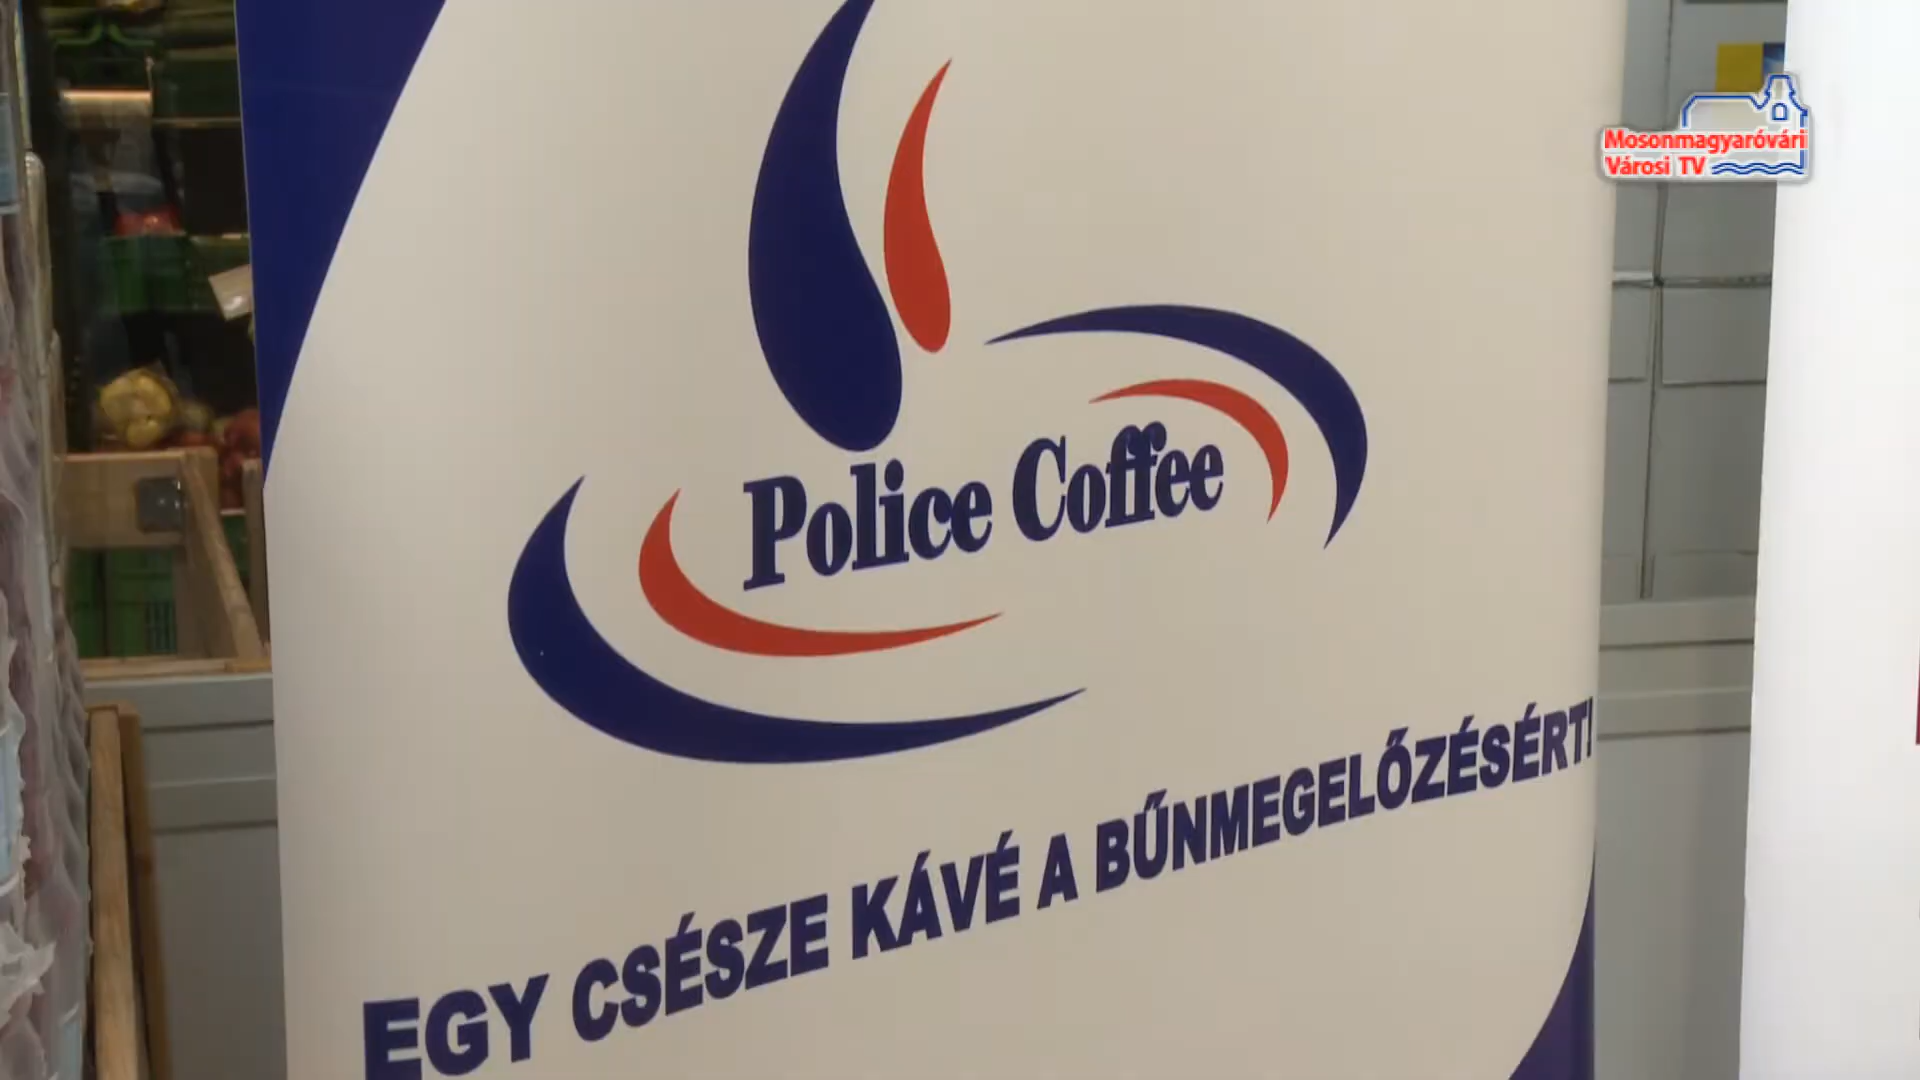 Mosonmagyaróvári
Városi TV
Police Coffee
EGY CSÉSZE KÁVÉ A BŰNMEGELŐZÉSÉRT!